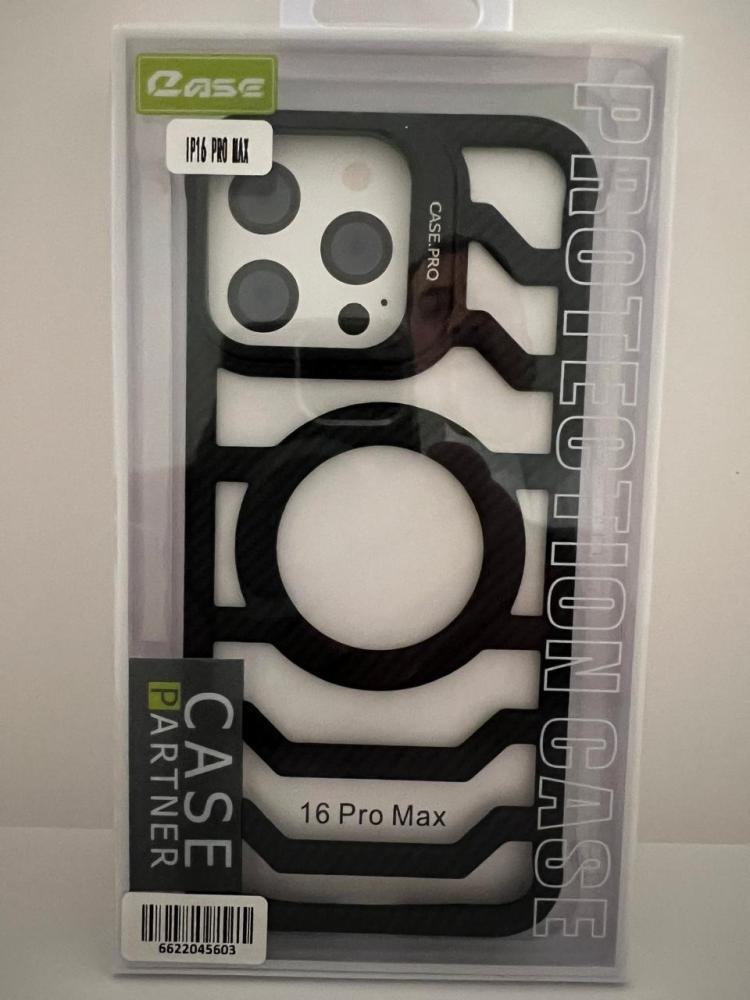 Case
IP16 PRO MAX
CASE.PRO
PROTECTION CASE
CASE
PARTNER
16 Pro Max
6622045603